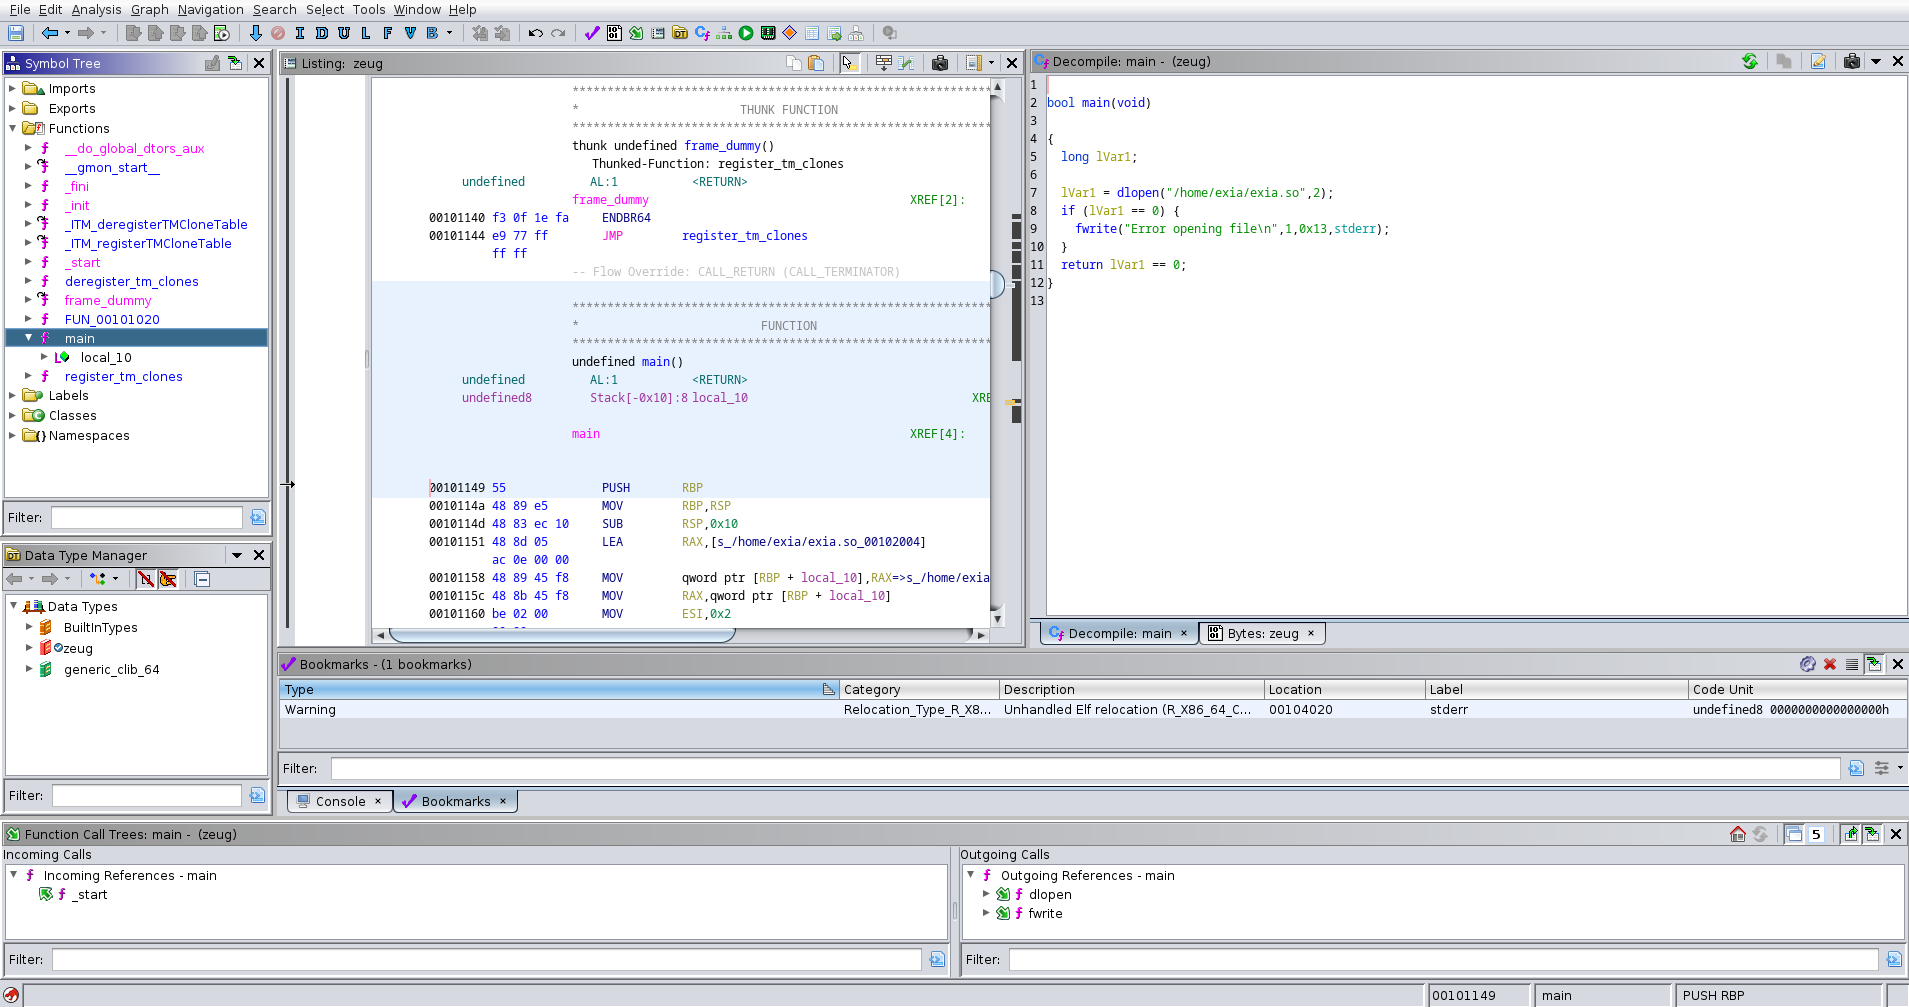 File Edit Analysis Graph Navigation Search Select Tools Window Help
I D U L F V B
Symbol Tree
Imports
Exports
Functions
__do_global_dtors_aux
__gmon_start__
_fini
_init
_ITM_deregisterTMCloneTable
_ITM_registerTMCloneTable
_start
deregister_tm_clones
frame_dummy
FUN_00101020
main
local_10
register_tm_clones
Labels
Classes
Namespaces
Filter:
Data Type Manager
Data Types
BuiltInTypes
zeug
generic_clib_64
Filter:
Listing: zeug
*******************************************************
* THUNK FUNCTION
*******************************************************
thunk undefined frame_dummy()
Thunked-Function: register_tm_clones
undefined AL:1 <RETURN>
frame_dummy XREF[2]:
00101140 f3 0f 1e fa ENDBR64
00101144 e9 77 ff JMP register_tm_clones
ff ff
-- Flow Override: CALL_RETURN (CALL_TERMINATOR)
*******************************************************
* FUNCTION
*******************************************************
undefined main()
undefined AL:1 <RETURN>
undefined8 Stack[-0x10]:8 local_10 XRE
main XREF[4]:
00101149 55 PUSH RBP
0010114a 48 89 e5 MOV RBP,RSP
0010114d 48 83 ec 10 SUB RSP,0x10
00101151 48 8d 05 LEA RAX,[s_/home/exia/exia.so_00102004]
ac 0e 00 00
00101158 48 89 45 f8 MOV qword ptr [RBP + local_10],RAX=>s_/home/exia
0010115c 48 8b 45 f8 MOV RAX,qword ptr [RBP + local_10]
00101160 be 02 00 MOV ESI,0x2
Decompile: main - (zeug)
1
2 bool main(void)
3
4 {
5 long lVar1;
6
7 lVar1 = dlopen("/home/exia/exia.so",2);
8 if (lVar1 == 0) {
9 fwrite("Error opening file\n",1,0x13,stderr);
10 }
11 return lVar1 == 0;
12 }
13
Decompile: main × Bytes: zeug ×
Bookmarks - (1 bookmarks)
Type Category Description Location Label Code Unit
Warning Relocation_Type_R_X8... Unhandled Elf relocation (R_X86_64_C... 00104020 stderr undefined8 0000000000000000h
Filter:
Console × Bookmarks ×
Function Call Trees: main - (zeug)
5
Incoming Calls
Incoming References - main
_start
Filter:
Outgoing Calls
Outgoing References - main
dlopen
fwrite
Filter:
00101149 main PUSH RBP